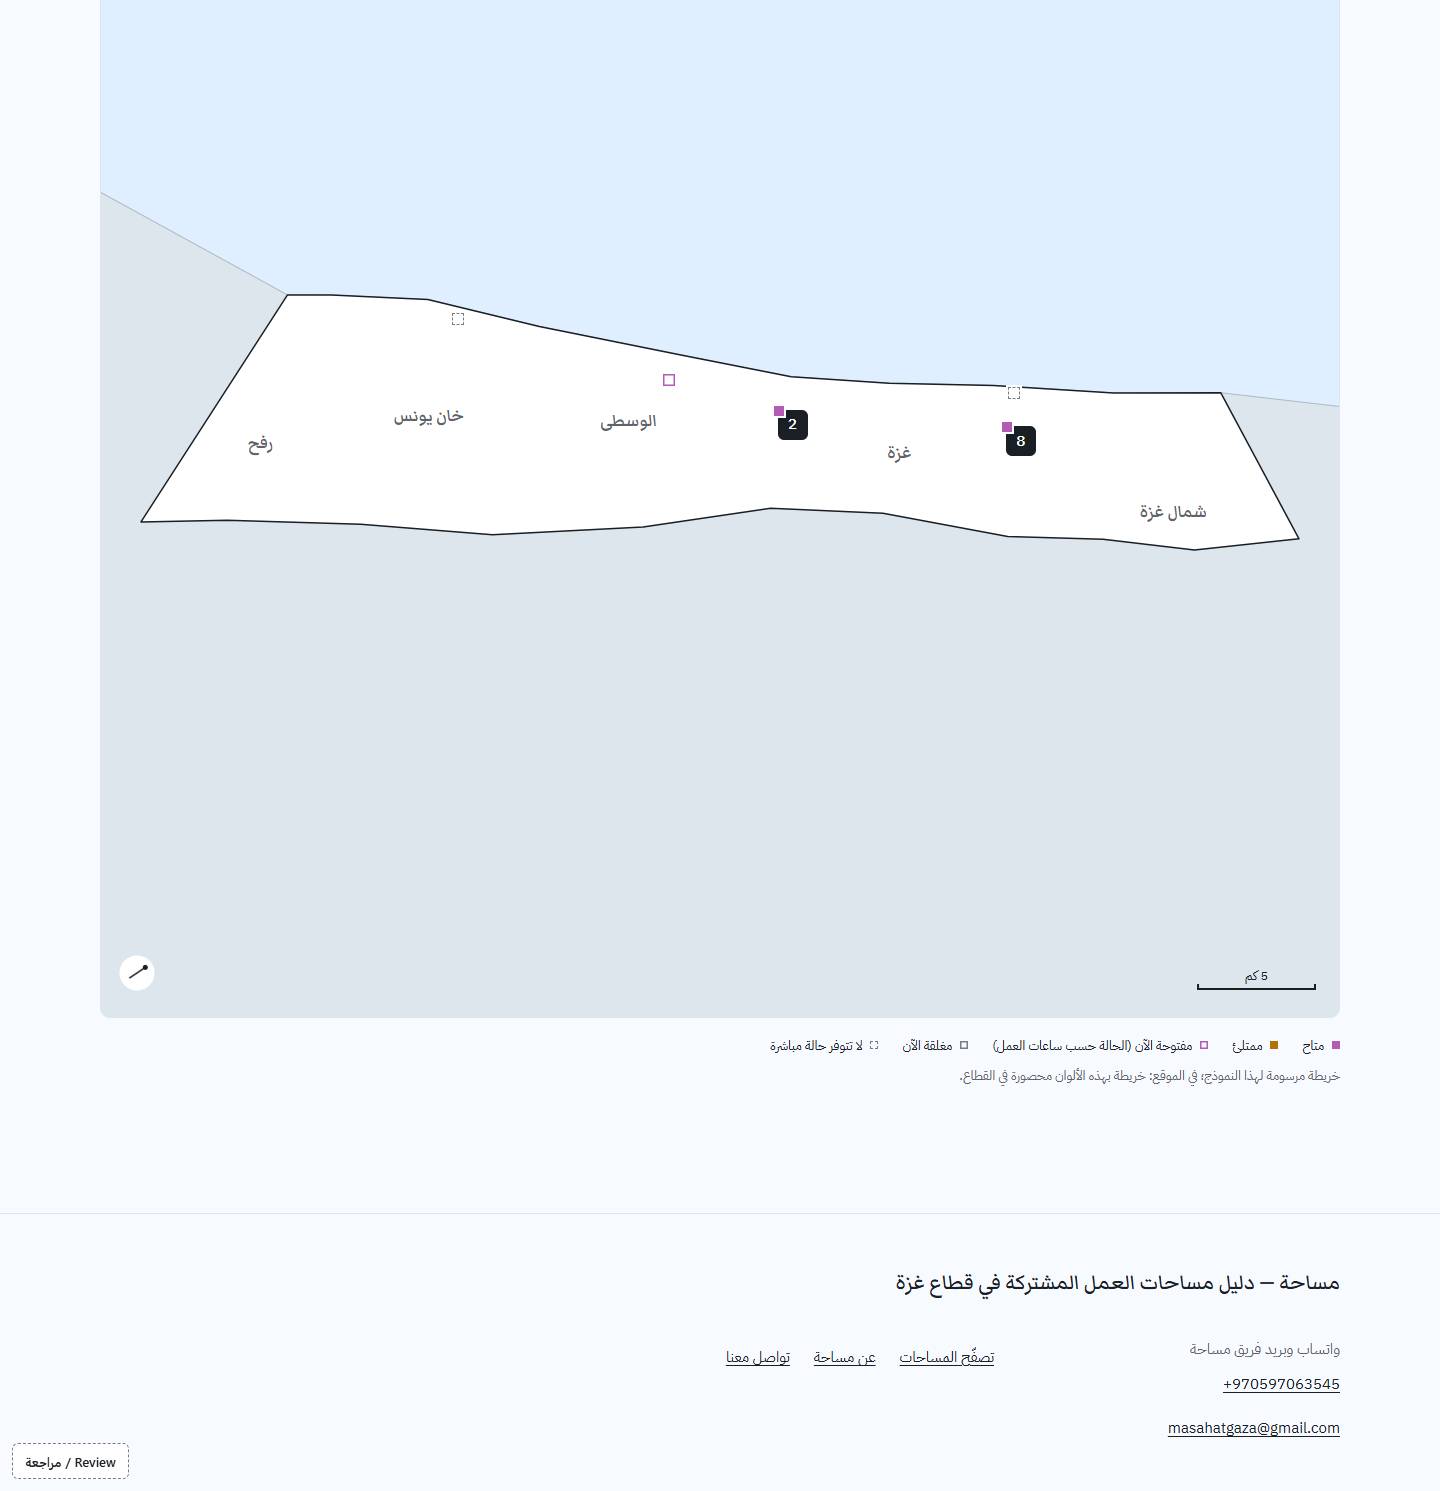 خان يونس
الوسطى
رفح
2
غزة
8
شمال غزة
5 كم
متاح
ممتلئ
مفتوحة الآن (الحالة حسب ساعات العمل)
مغلقة الآن
لا تتوفر حالة مباشرة
خريطة مرسومة لهذا النموذج؛ في الموقع: خريطة بهذه الألوان محصورة في القطاع.
مساحة — دليل مساحات العمل المشتركة في قطاع غزة
واتساب وبريد فريق مساحة
+970597063545
masahatgaza@gmail.com
تصفّح المساحات
عن مساحة
تواصل معنا
مراجعة / Review